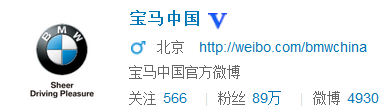 BMW
Sheer
Driving Pleasure
宝马中国 V
北京 http://weibo.com/bmwchina
宝马中国官方微博
关注 566 粉丝 89万 微博 4930